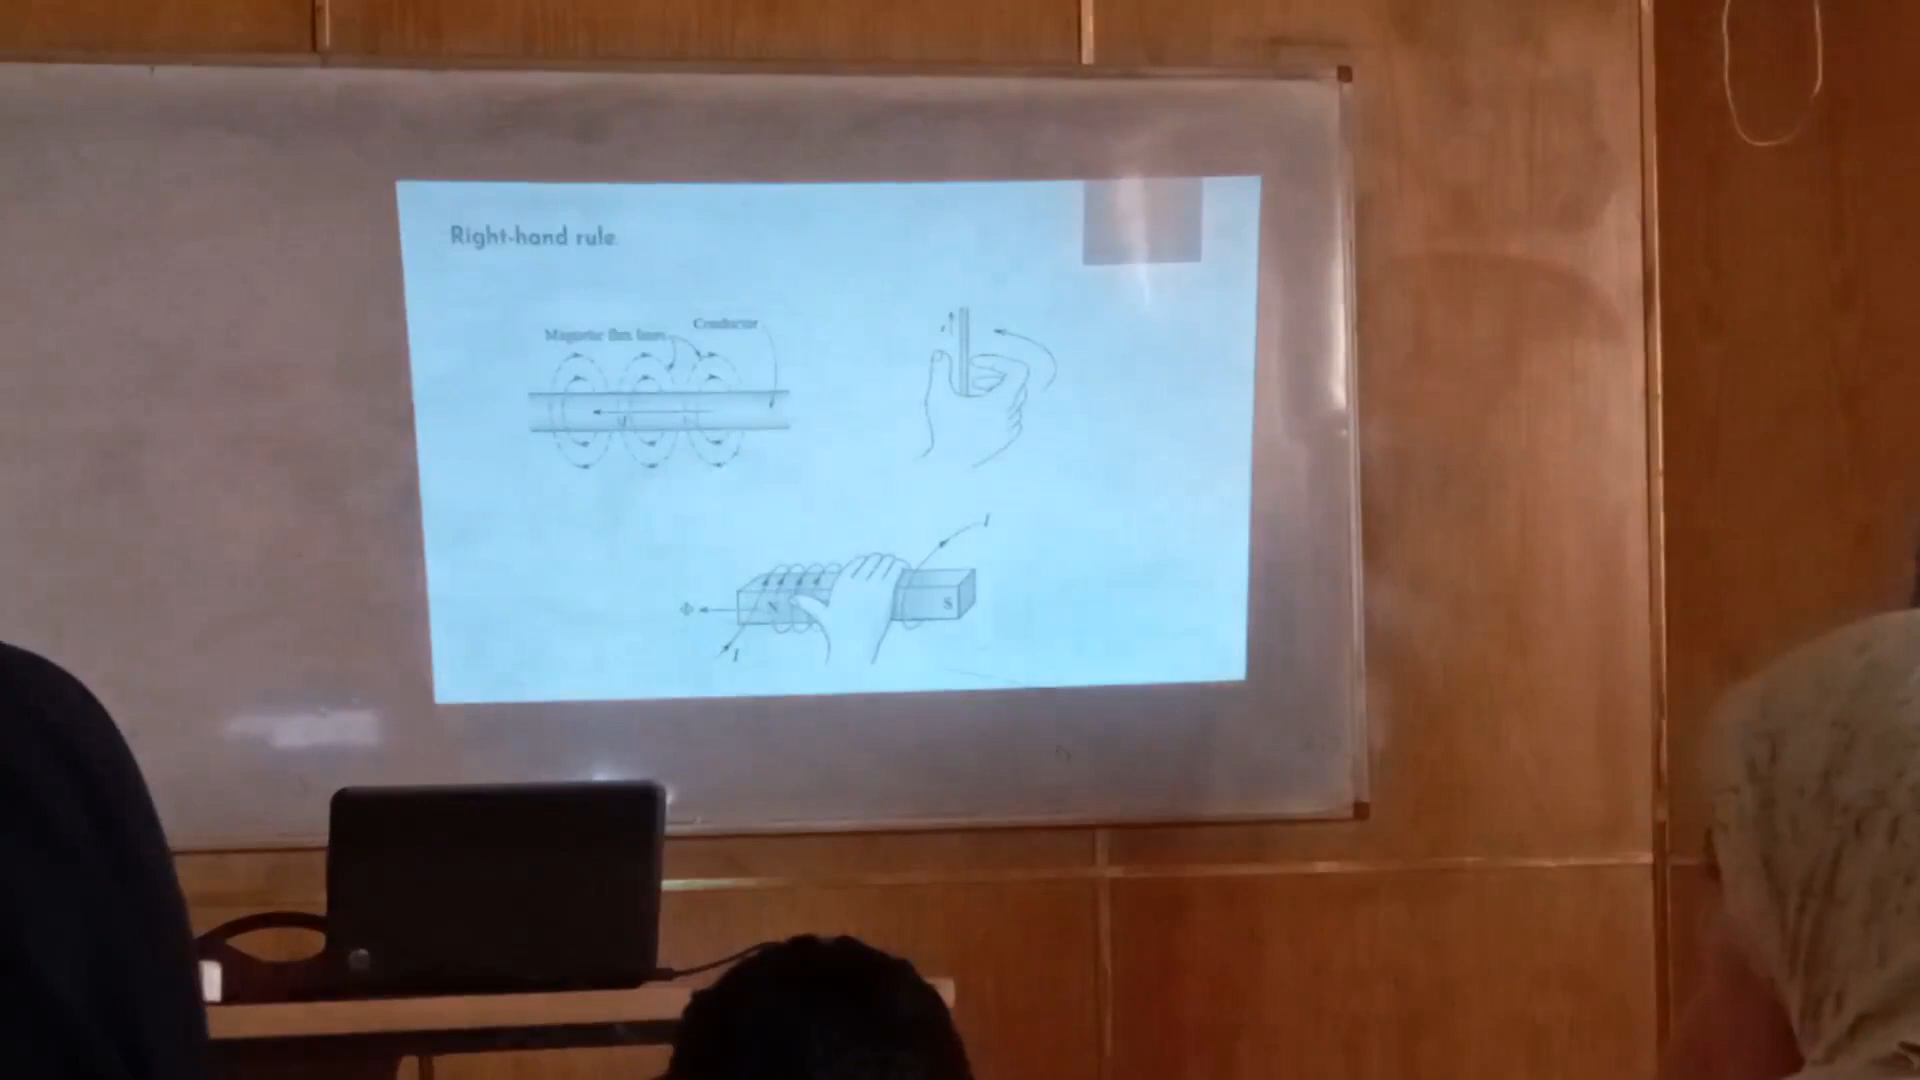 Right-hand rule.
Conductor
Magnetic flux lines
I
N
S
Φ
I